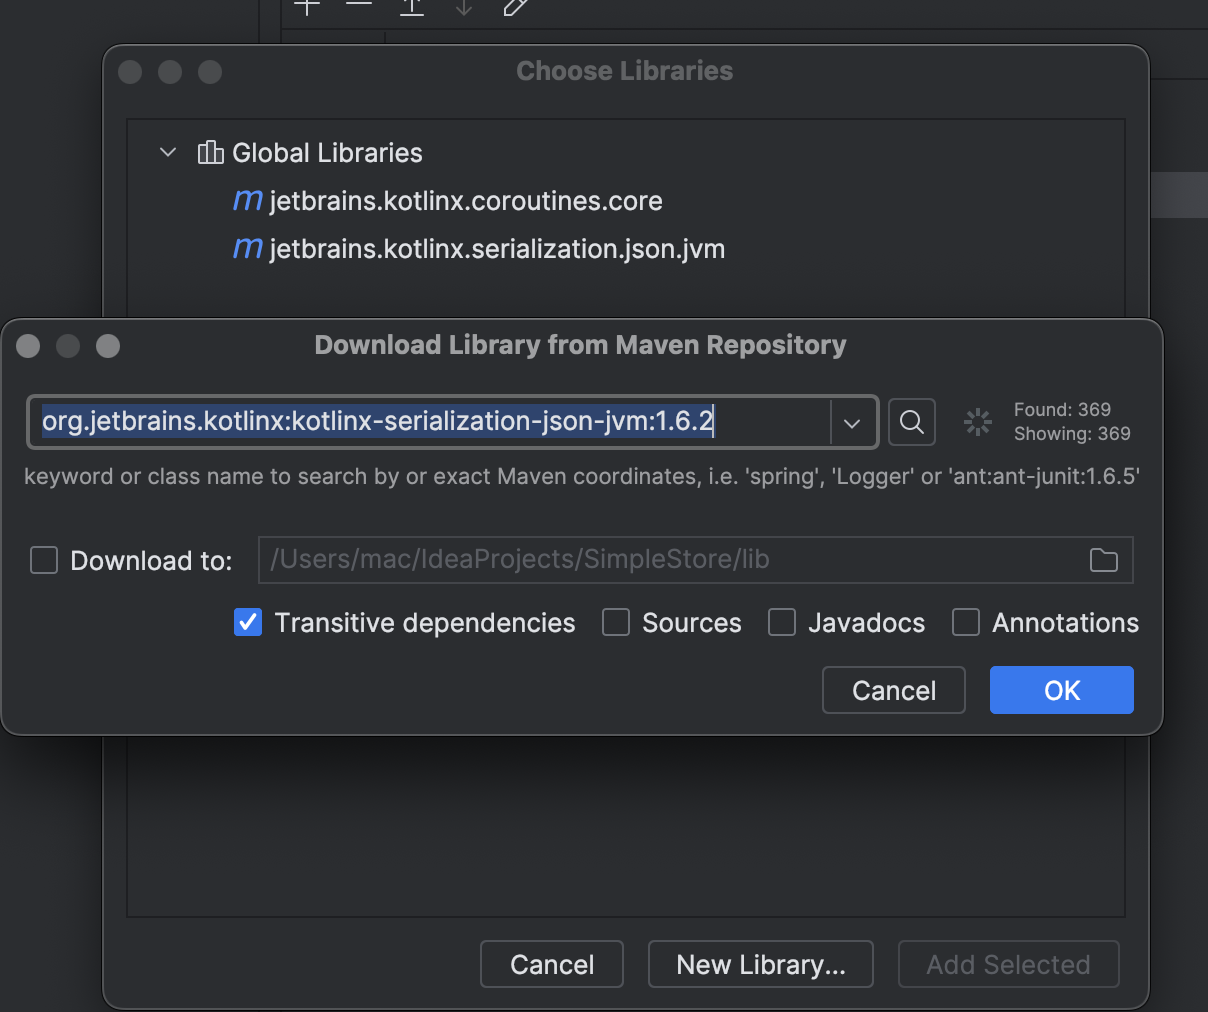 Choose Libraries
Global Libraries
m jetbrains.kotlinx.coroutines.core
m jetbrains.kotlinx.serialization.json.jvm
Download Library from Maven Repository
org.jetbrains.kotlinx:kotlinx-serialization-json-jvm:1.6.2
Found: 369
Showing: 369
keyword or class name to search by or exact Maven coordinates, i.e. 'spring', 'Logger' or 'ant:ant-junit:1.6.5'
Download to: /Users/mac/IdeaProjects/SimpleStore/lib
Transitive dependencies Sources Javadocs Annotations
Cancel OK
Cancel New Library... Add Selected